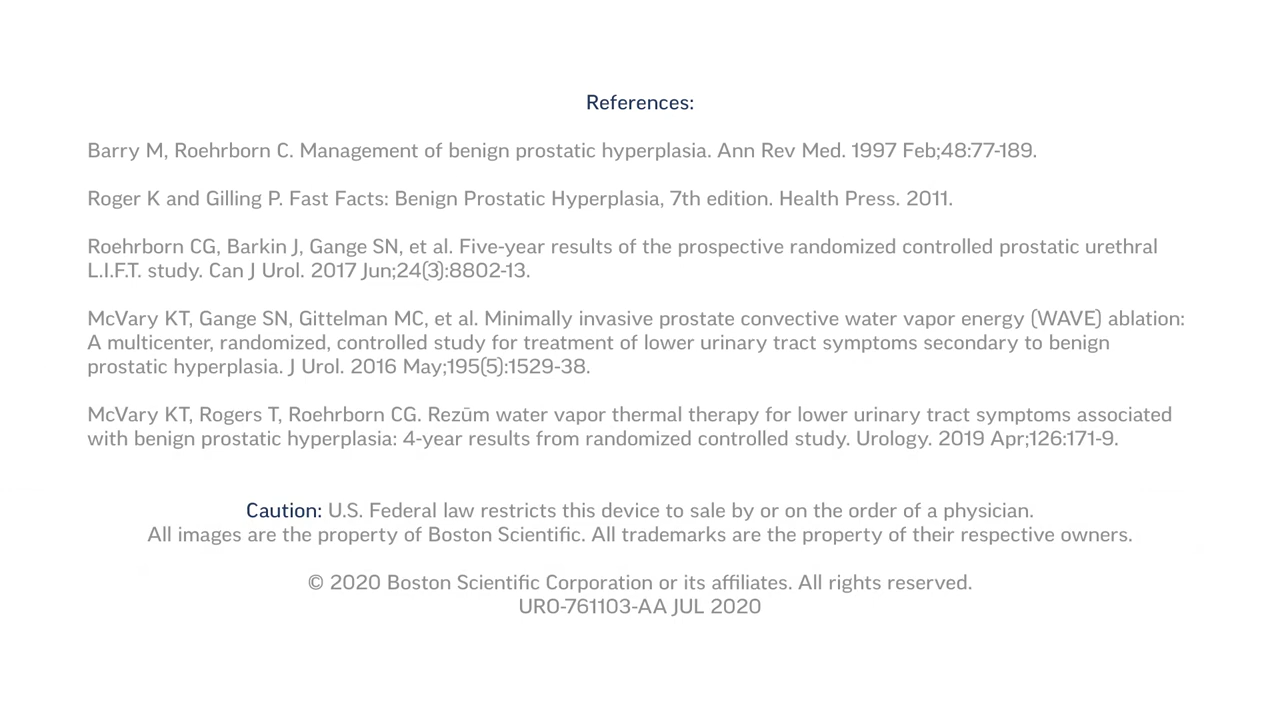 References:
Barry M, Roehrborn C. Management of benign prostatic hyperplasia. Ann Rev Med. 1997 Feb;48:77-189.
Roger K and Gilling P. Fast Facts: Benign Prostatic Hyperplasia, 7th edition. Health Press. 2011.
Roehrborn CG, Barkin J, Gange SN, et al. Five-year results of the prospective randomized controlled prostatic urethral
L.I.F.T. study. Can J Urol. 2017 Jun;24(3):8802-13.
McVary KT, Gange SN, Gittelman MC, et al. Minimally invasive prostate convective water vapor energy (WAVE) ablation:
A multicenter, randomized, controlled study for treatment of lower urinary tract symptoms secondary to benign
prostatic hyperplasia. J Urol. 2016 May;195(5):1529-38.
McVary KT, Rogers T, Roehrborn CG. Rezūm water vapor thermal therapy for lower urinary tract symptoms associated
with benign prostatic hyperplasia: 4-year results from randomized controlled study. Urology. 2019 Apr;126:171-9.
Caution: U.S. Federal law restricts this device to sale by or on the order of a physician.
All images are the property of Boston Scientific. All trademarks are the property of their respective owners.
© 2020 Boston Scientific Corporation or its affiliates. All rights reserved.
URO-761103-AA JUL 2020